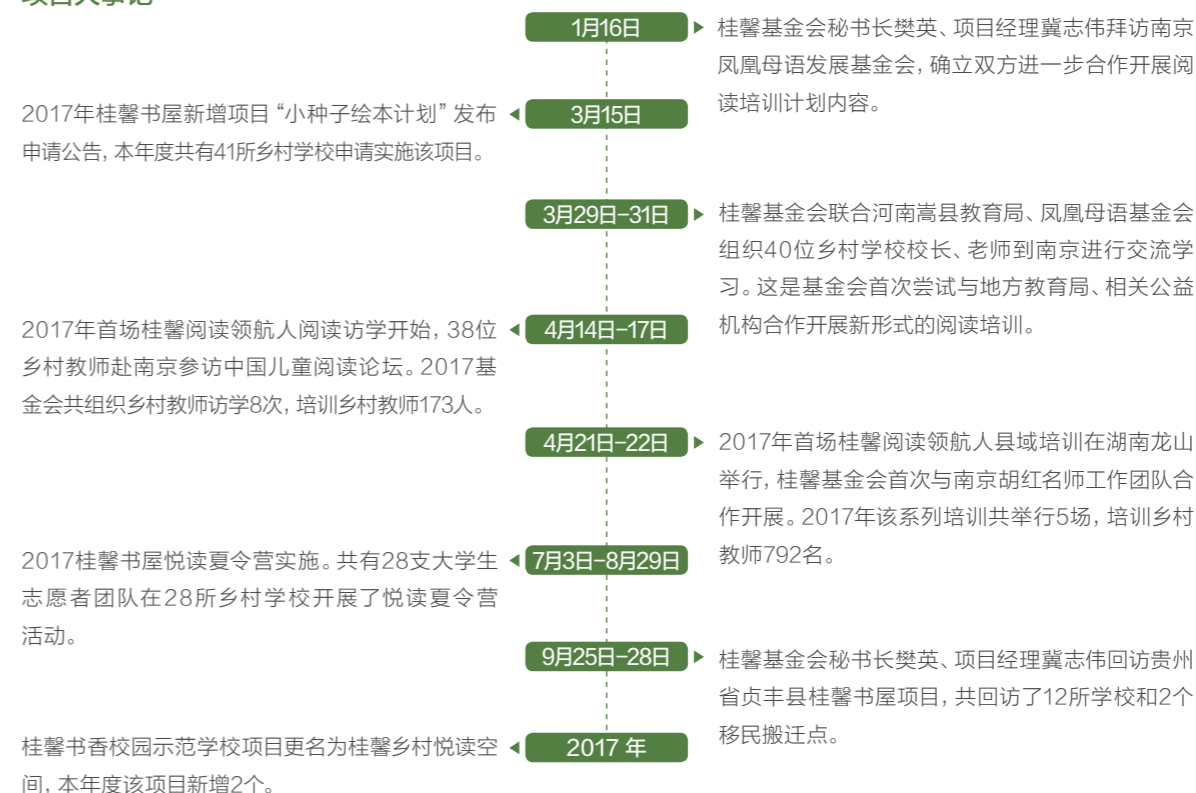 项目大事记
1月16日
桂馨基金会秘书长樊英、项目经理冀志伟拜访南京
凤凰母语发展基金会，确立双方进一步合作开展阅
读培训计划内容。
3月15日
2017年桂馨书屋新增项目“小种子绘本计划”发布
申请公告，本年度共有41所乡村学校申请实施该项目。
3月29日-31日
桂馨基金会联合河南嵩县教育局、凤凰母语基金会
组织40位乡村学校校长、老师到南京进行交流学
习。这是基金会首次尝试与地方教育局、相关公益
机构合作开展新形式的阅读培训。
4月14日-17日
2017年首场桂馨阅读领航人阅读访学开始，38位
乡村教师赴南京参访中国儿童阅读论坛。2017基
金会共组织乡村教师访学8次，培训乡村教师173人。
4月21日-22日
2017年首场桂馨阅读领航人县域培训在湖南龙山
举行，桂馨基金会首次与南京胡红名师工作团队合
作开展。2017年该系列培训共举行5场，培训乡村
教师792名。
7月3日-8月29日
2017桂馨书屋悦读夏令营实施。共有28支大学生
志愿者团队在28所乡村学校开展了悦读夏令营
活动。
9月25日-28日
桂馨基金会秘书长樊英、项目经理冀志伟回访贵州
省贞丰县桂馨书屋项目，共回访了12所学校和2个
移民搬迁点。
2017 年
桂馨书香校园示范学校项目更名为桂馨乡村悦读空
间，本年度该项目新增2个。